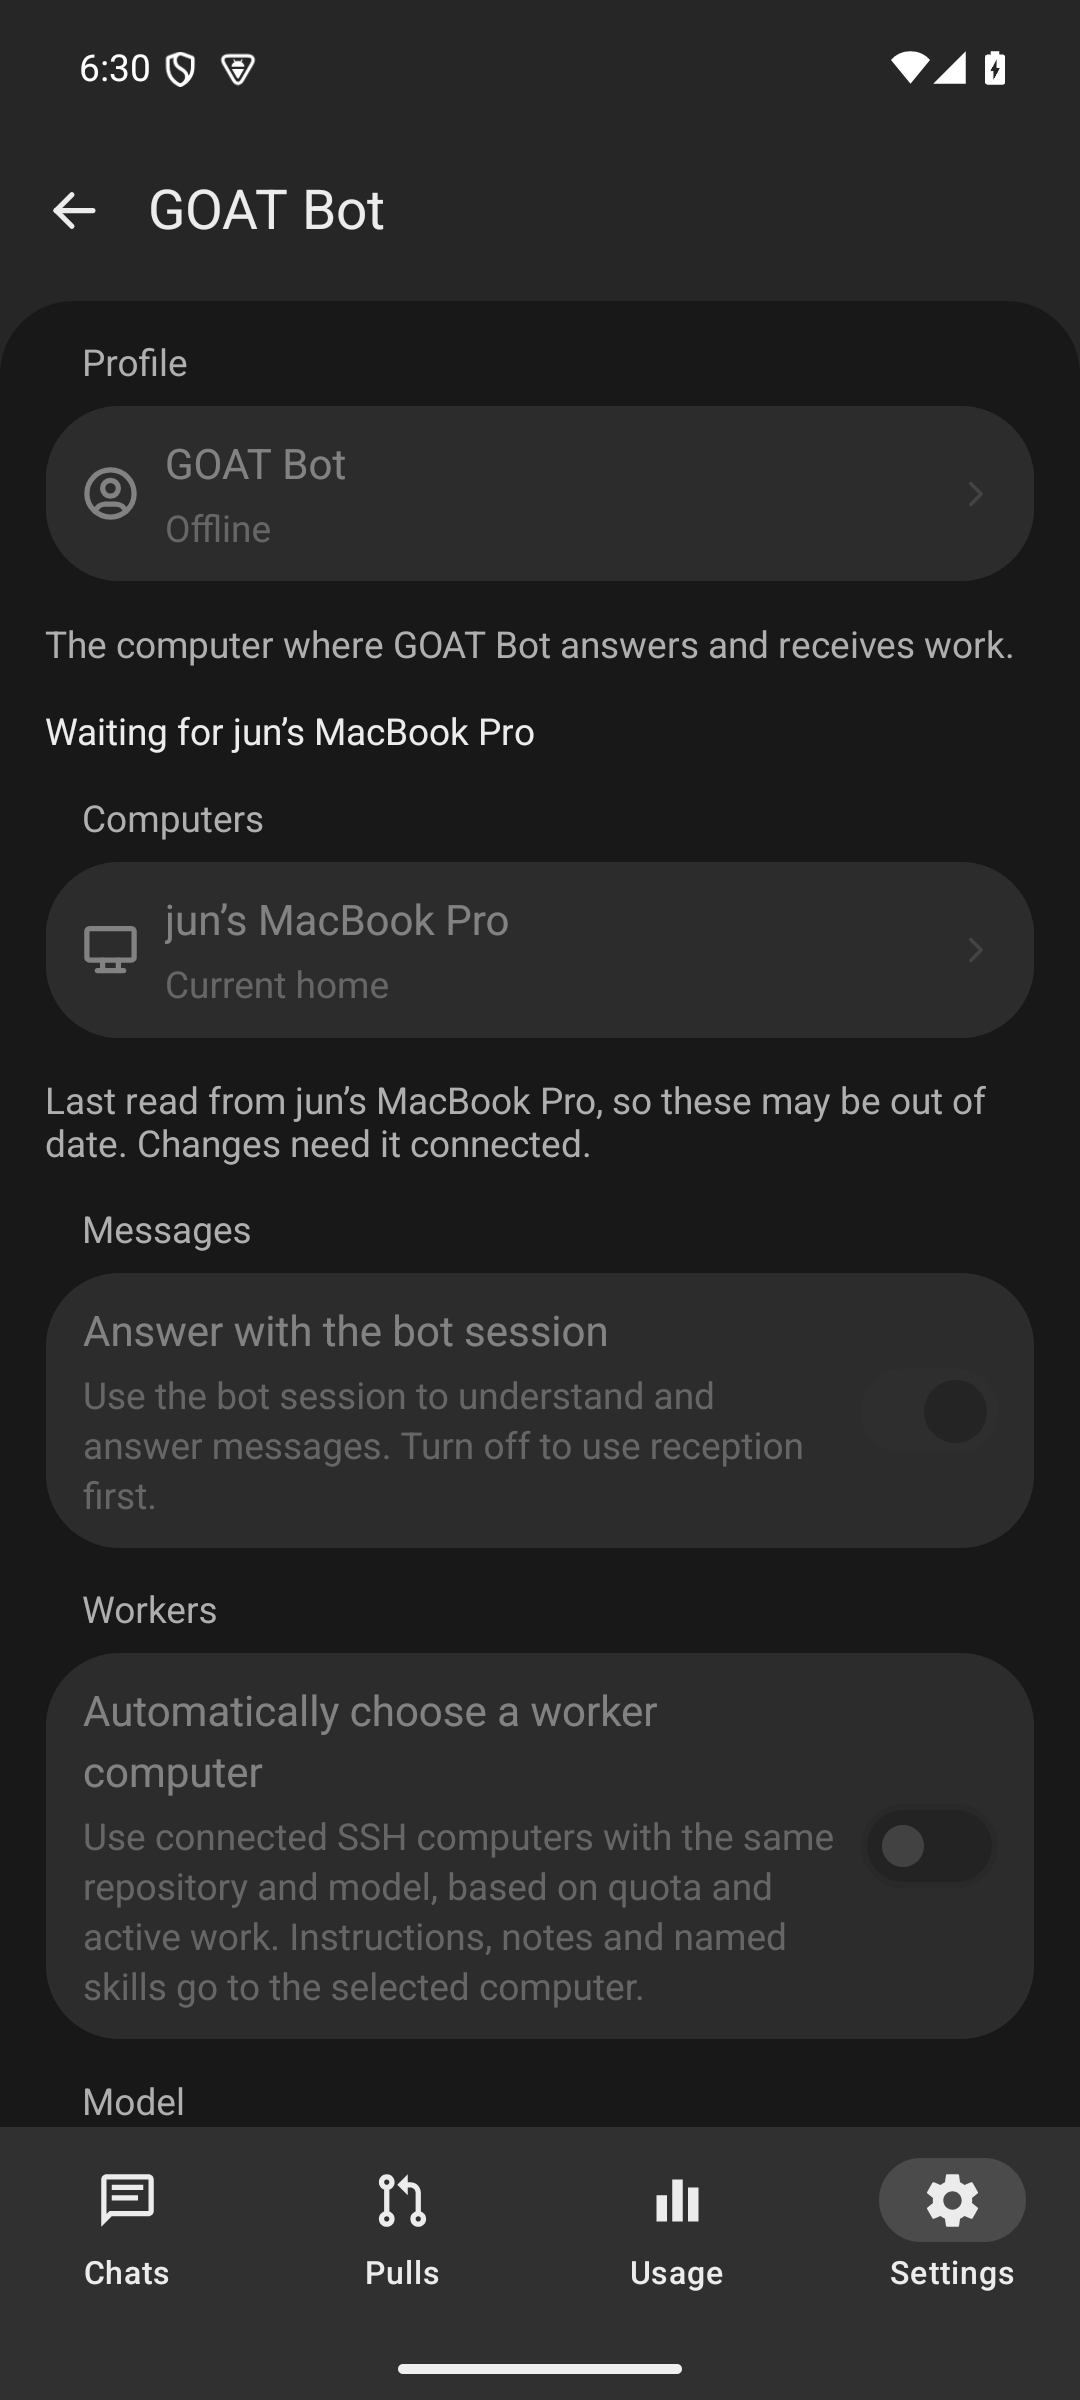 6:30
GOAT Bot
Profile
GOAT Bot
Offline
The computer where GOAT Bot answers and receives work.
Waiting for jun’s MacBook Pro
Computers
jun’s MacBook Pro
Current home
Last read from jun’s MacBook Pro, so these may be out of
date. Changes need it connected.
Messages
Answer with the bot session
Use the bot session to understand and
answer messages. Turn off to use reception
first.
Workers
Automatically choose a worker
computer
Use connected SSH computers with the same
repository and model, based on quota and
active work. Instructions, notes and named
skills go to the selected computer.
Model
Chats
Pulls
Usage
Settings